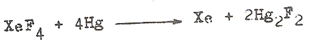 XeF₄ + 4Hg ⟶ Xe + 2Hg₂F₂